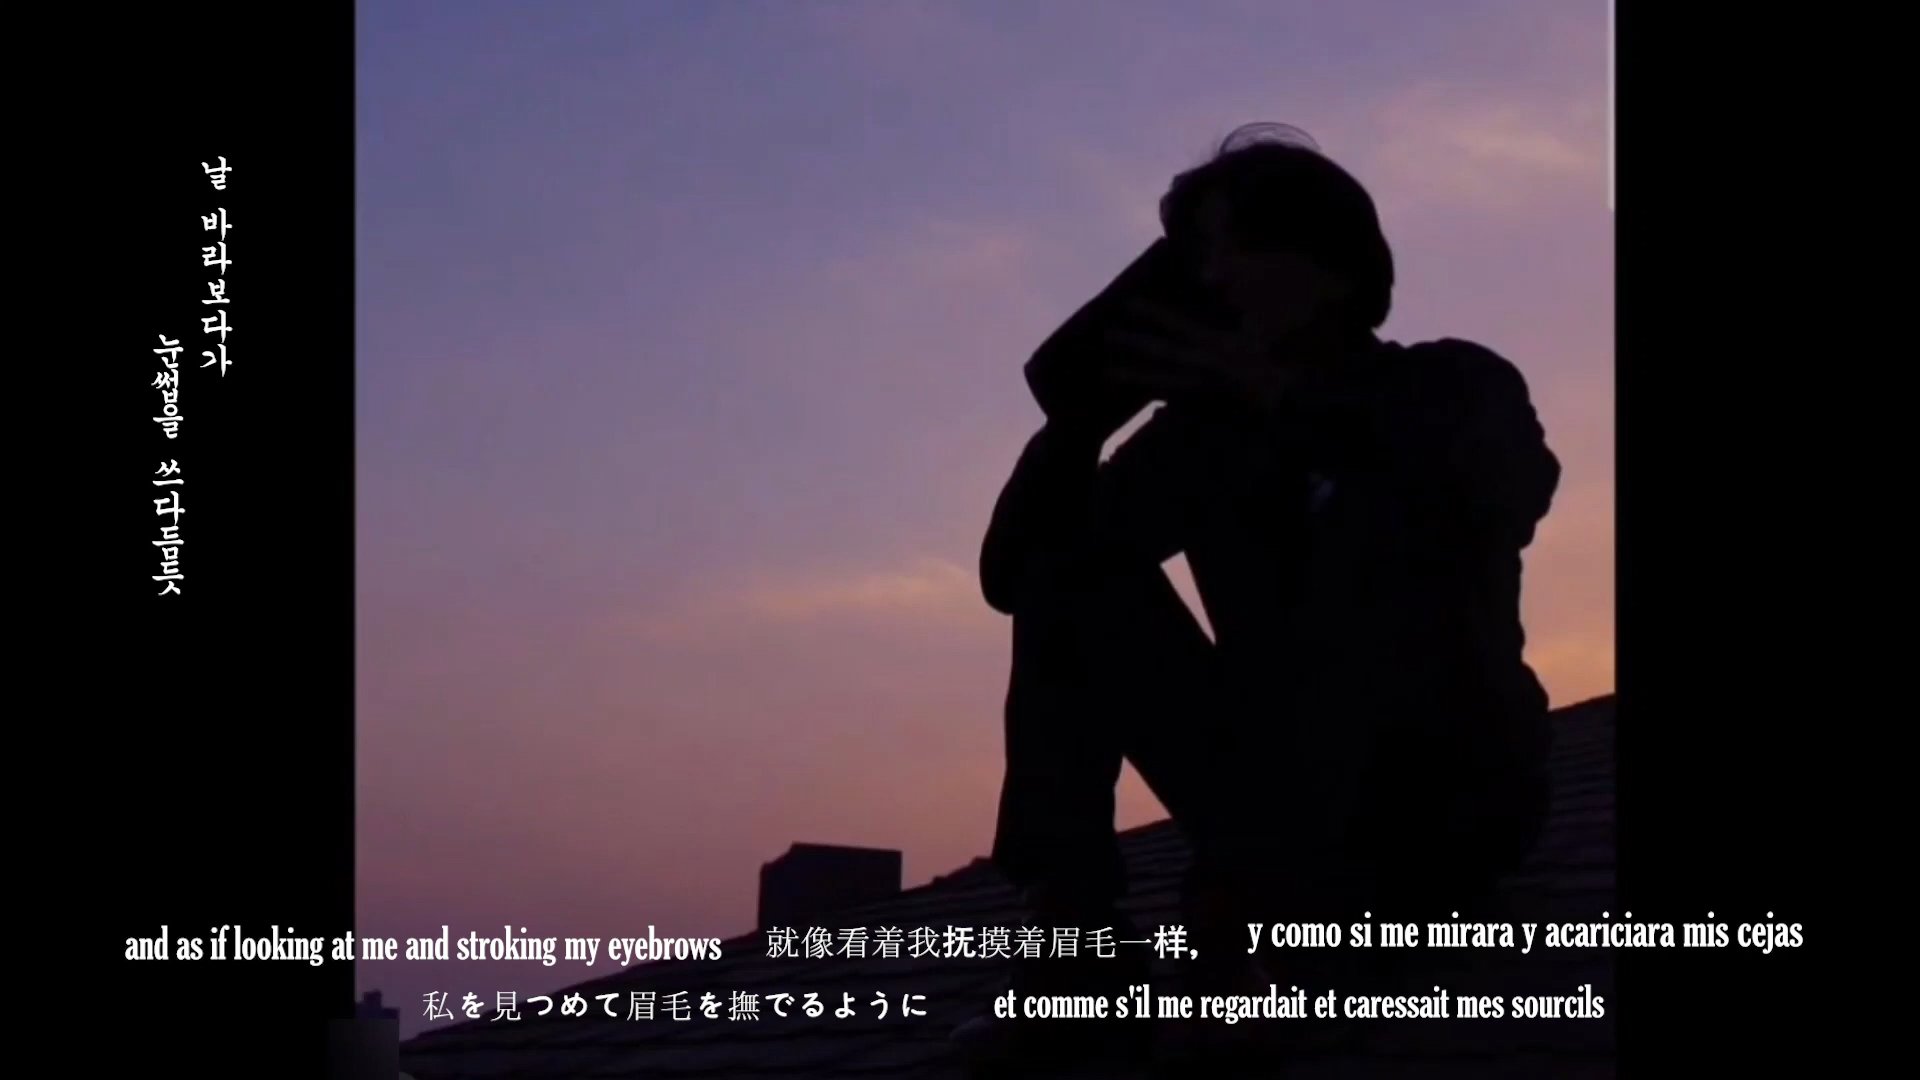 날 바라보다가
눈썹을 쓰다듬듯
and as if looking at me and stroking my eyebrows
就像看着我抚摸着眉毛一样,
y como si me mirara y acariciara mis cejas
私を見つめて眉毛を撫でるように
et comme s'il me regardait et caressait mes sourcils